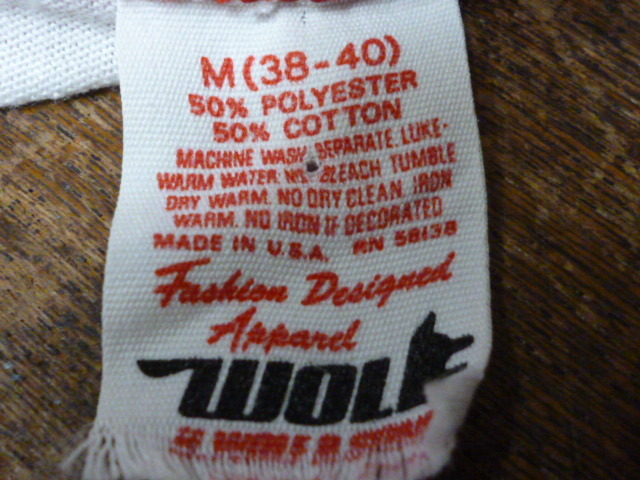 M (38-40)
50% POLYESTER
50% COTTON
MACHINE WASH SEPARATE. LUKE-
WARM WATER. NO BLEACH TUMBLE
DRY WARM. NO DRY CLEAN. IRON
WARM. NO IRON IF DECORATED
MADE IN U.S.A. RN 58138
Fashion Designed
Apparel
WOLF